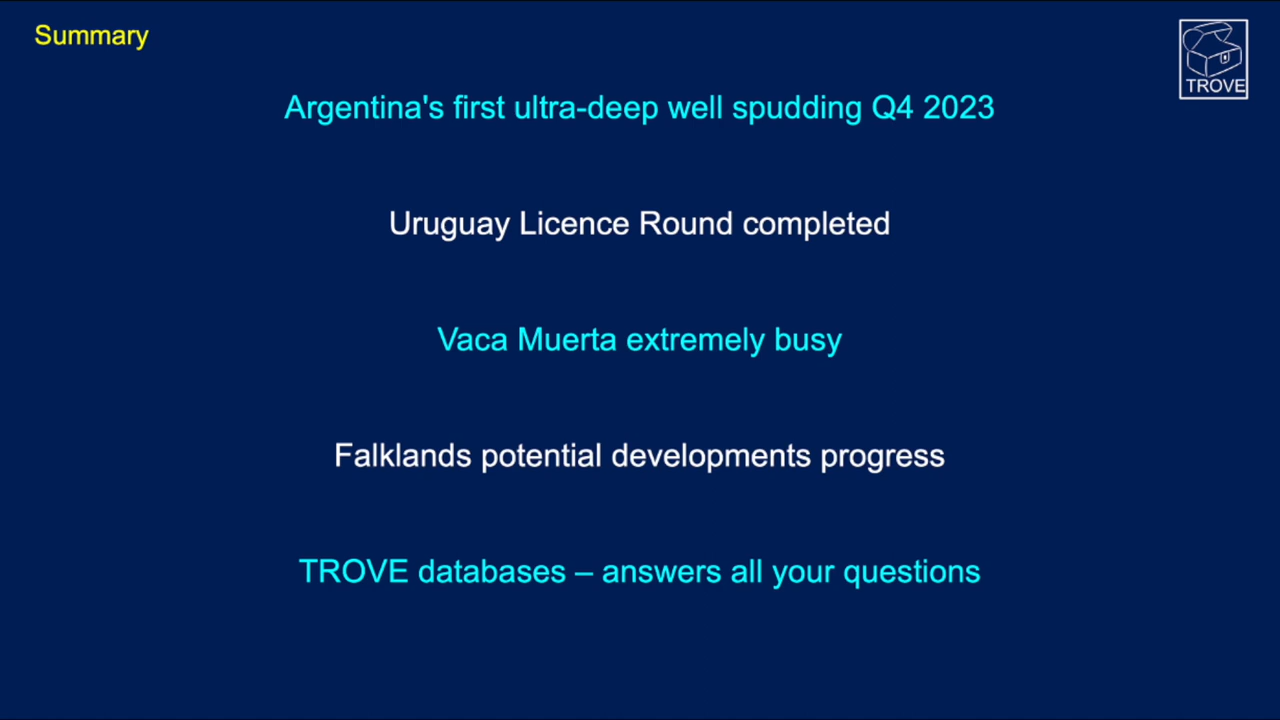 Summary
TROVE
Argentina's first ultra-deep well spudding Q4 2023
Uruguay Licence Round completed
Vaca Muerta extremely busy
Falklands potential developments progress
TROVE databases – answers all your questions